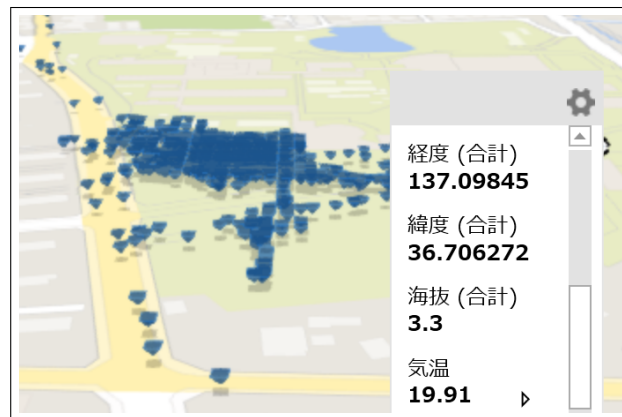 経度 (合計)
137.09845
緯度 (合計)
36.706272
海抜 (合計)
3.3
気温
19.91